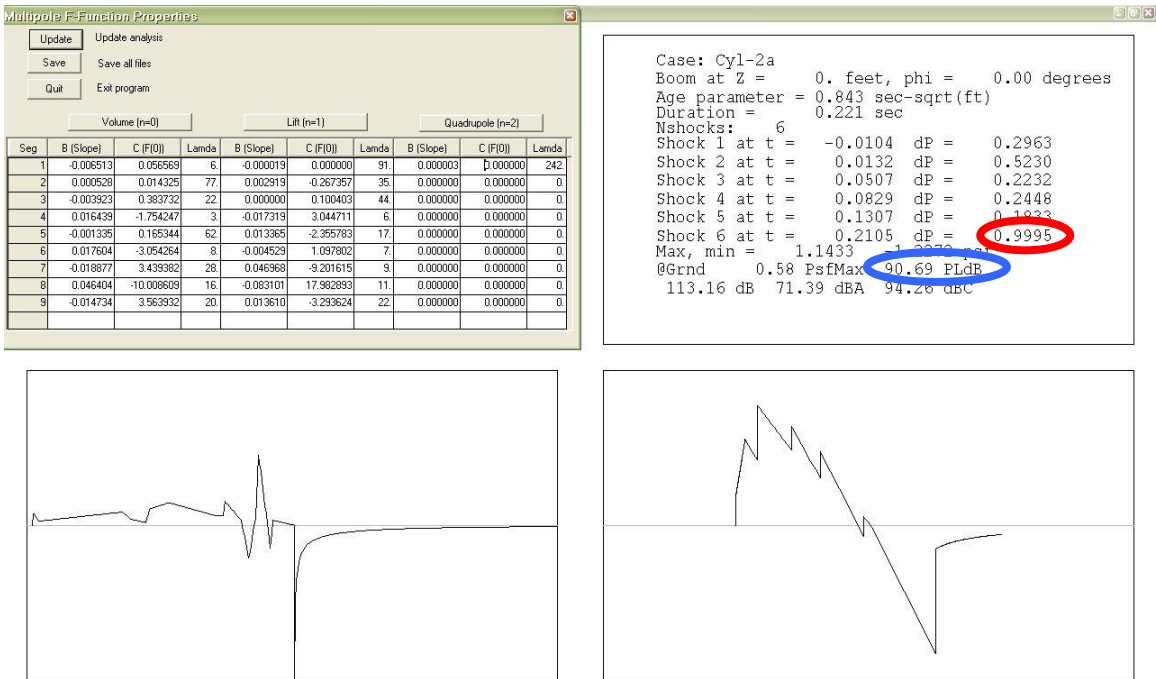 Multipole F-Function Properties
Update Update analysis
Save Save all files
Quit Exit program
Volume (n=0) Lift (n=1) Quadrupole (n=2)
Seg B (Slope) C (F(0)) Lamda B (Slope) C (F(0)) Lamda B (Slope) C (F(0)) Lamda
1 -0.006513 0.056569 6. -0.000019 0.000000 91. 0.000003 0.000000 242.
2 0.000528 0.014325 77. 0.002919 -0.267357 35. 0.000000 0.000000 0.
3 -0.003923 0.383732 22. 0.000000 0.100403 44. 0.000000 0.000000 0.
4 0.016439 -1.754247 3. -0.017319 3.044711 6. 0.000000 0.000000 0.
5 -0.001335 0.165344 62. 0.013365 -2.355783 17. 0.000000 0.000000 0.
6 0.017604 -3.054264 8. -0.004529 1.097802 7. 0.000000 0.000000 0.
7 -0.018877 3.439382 28. 0.046968 -9.201615 9. 0.000000 0.000000 0.
8 0.046404 -10.008609 16. -0.083101 17.982893 11. 0.000000 0.000000 0.
9 -0.014734 3.563932 20. 0.013610 -3.293624 22. 0.000000 0.000000 0.
Case: Cyl-2a
Boom at Z = 0. feet, phi = 0.00 degrees
Age parameter = 0.843 sec-sqrt(ft)
Duration = 0.221 sec
Nshocks: 6
Shock 1 at t = -0.0104 dP = 0.2963
Shock 2 at t = 0.0132 dP = 0.5230
Shock 3 at t = 0.0507 dP = 0.2232
Shock 4 at t = 0.0829 dP = 0.2448
Shock 5 at t = 0.1307 dP = 0.1833
Shock 6 at t = 0.2105 dP = 0.9995
Max, min = 1.1433 psf
@Grnd 0.58 PsfMax 90.69 PLdB
113.16 dB 71.39 dBA 94.26 dBC